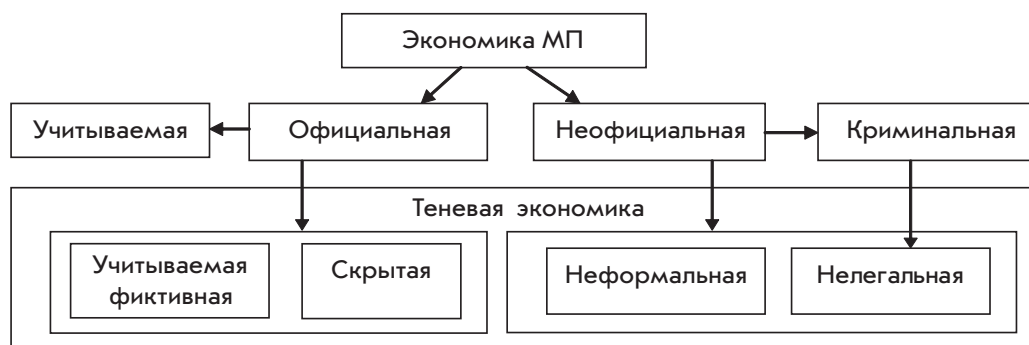 Экономика МП
Учитываемая
Официальная
Неофициальная
Криминальная
Теневая экономика
Учитываемая
фиктивная
Скрытая
Неформальная
Нелегальная